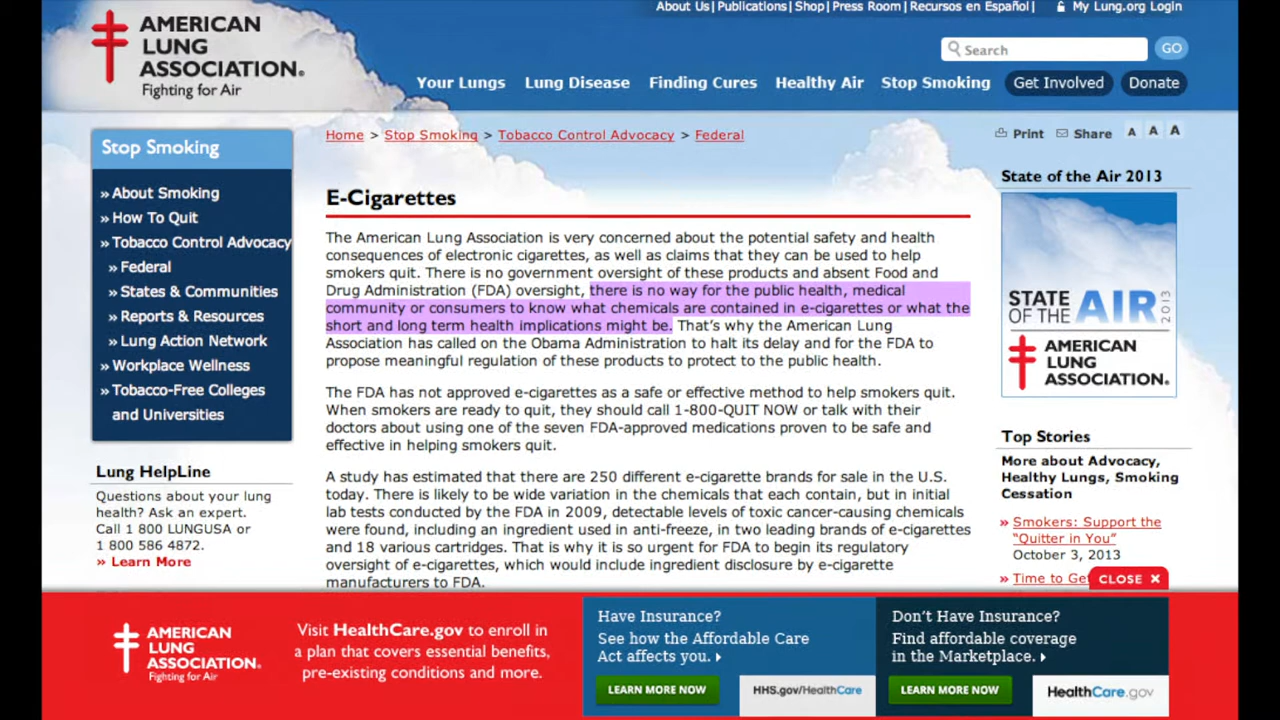 About Us| Publications| Shop| Press Room| Recursos en Español|
My Lung.org Login
AMERICAN
LUNG
ASSOCIATION®
Fighting for Air
Search
GO
Your Lungs Lung Disease Finding Cures Healthy Air Stop Smoking Get Involved Donate
Home > Stop Smoking > Tobacco Control Advocacy > Federal
Print Share A A A
Stop Smoking
» About Smoking
» How To Quit
» Tobacco Control Advocacy
» Federal
» States & Communities
» Reports & Resources
» Lung Action Network
» Workplace Wellness
» Tobacco-Free Colleges
and Universities
Lung HelpLine
Questions about your lung
health? Ask an expert.
Call 1 800 LUNGUSA or
1 800 586 4872.
» Learn More
E-Cigarettes
The American Lung Association is very concerned about the potential safety and health
consequences of electronic cigarettes, as well as claims that they can be used to help
smokers quit. There is no government oversight of these products and absent Food and
Drug Administration (FDA) oversight, there is no way for the public health, medical
community or consumers to know what chemicals are contained in e-cigarettes or what the
short and long term health implications might be. That's why the American Lung
Association has called on the Obama Administration to halt its delay and for the FDA to
propose meaningful regulation of these products to protect to the public health.
The FDA has not approved e-cigarettes as a safe or effective method to help smokers quit.
When smokers are ready to quit, they should call 1-800-QUIT NOW or talk with their
doctors about using one of the seven FDA-approved medications proven to be safe and
effective in helping smokers quit.
A study has estimated that there are 250 different e-cigarette brands for sale in the U.S.
today. There is likely to be wide variation in the chemicals that each contain, but in initial
lab tests conducted by the FDA in 2009, detectable levels of toxic cancer-causing chemicals
were found, including an ingredient used in anti-freeze, in two leading brands of e-cigarettes
and 18 various cartridges. That is why it is so urgent for FDA to begin its regulatory
oversight of e-cigarettes, which would include ingredient disclosure by e-cigarette
manufacturers to FDA.
State of the Air 2013
STATE
OF THE AIR 2013
AMERICAN
LUNG
ASSOCIATION®
Top Stories
More about Advocacy,
Healthy Lungs, Smoking
Cessation
» Smokers: Support the
"Quitter in You"
October 3, 2013
» Time to Get
CLOSE ×
AMERICAN
LUNG
ASSOCIATION®
Fighting for Air
Visit HealthCare.gov to enroll in
a plan that covers essential benefits,
pre-existing conditions and more.
Have Insurance?
See how the Affordable Care
Act affects you.
LEARN MORE NOW
HHS.gov/HealthCare
Don't Have Insurance?
Find affordable coverage
in the Marketplace.
LEARN MORE NOW
HealthCare.gov